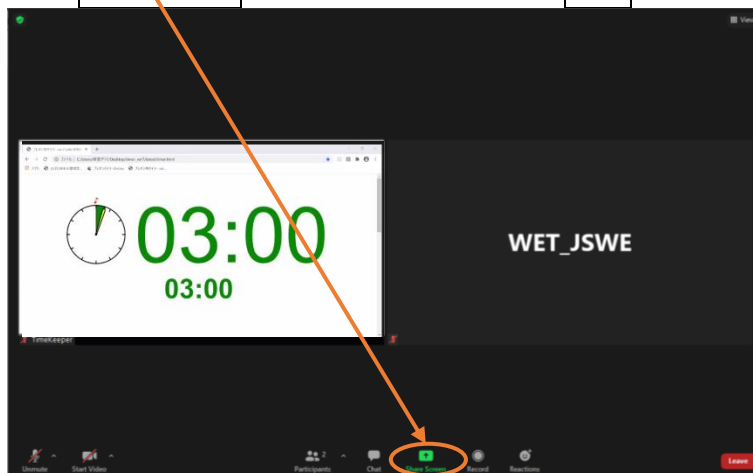 View
03:00
03:00
WET_JSWE
TimeKeeper
Unmute
Start Video
Participants
2
Chat
Share Screen
Record
Reactions
Leave